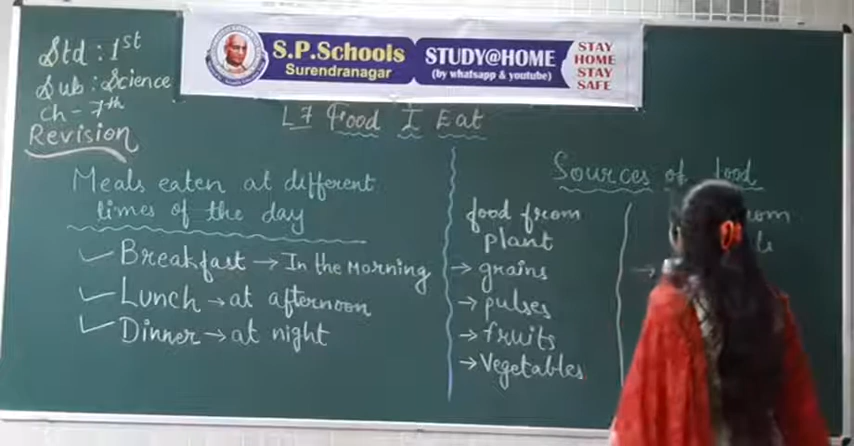 Std : 1st
Sub : Science
Ch - 7th
Revision
S.P.Schools
Surendranagar
STUDY@HOME
(by whatsapp & youtube)
STAY
HOME
STAY
SAFE
L7 Food I Eat
Meals eaten at different
times of the day
Breakfast → In the Morning
Lunch → at afternoon
Dinner → at night
Sources of food
food from
plant
→ grains
→ pulses
→ fruits
→ Vegetables